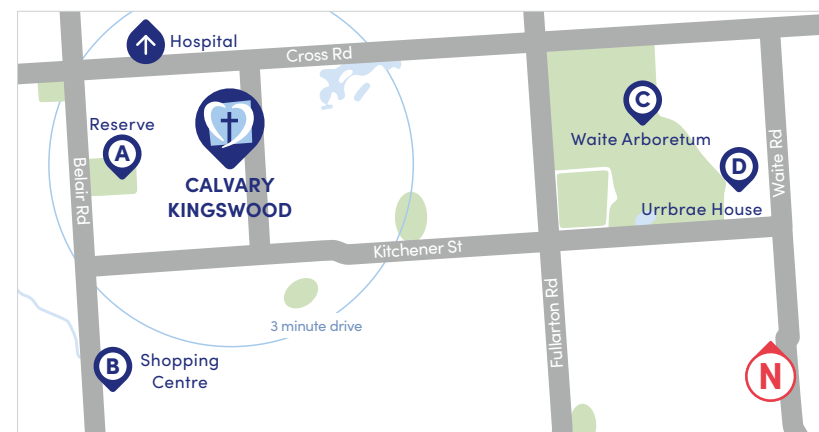 Hospital
Cross Rd
C
Reserve
Waite Arboretum
A
D
Belair Rd
Waite Rd
CALVARY
KINGSWOOD
Urrbrae House
Kitchener St
3 minute drive
Fullarton Rd
B
Shopping
Centre
N